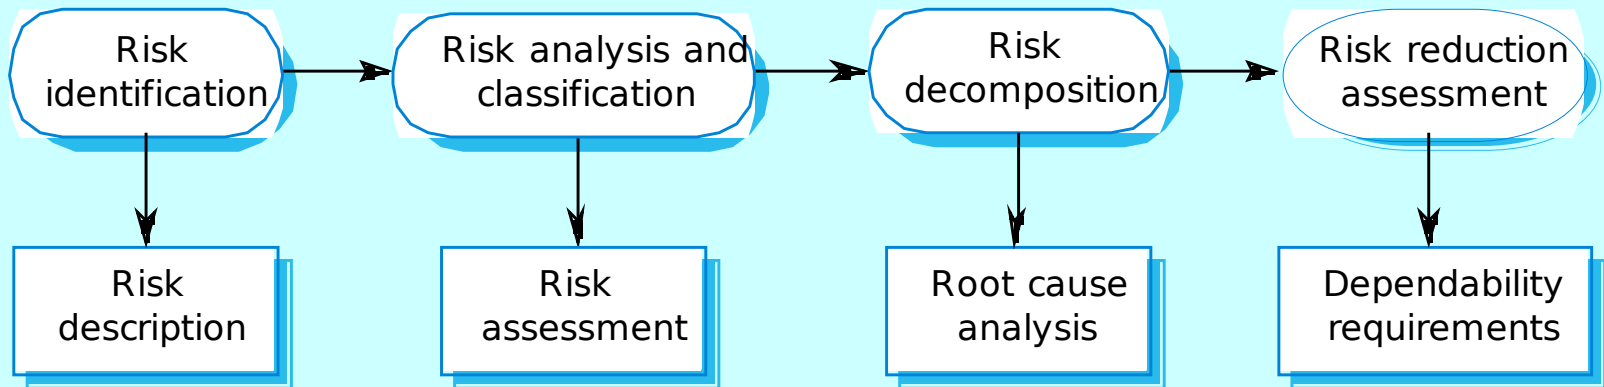 Risk
identification
Risk analysis and
classification
Risk
decomposition
Risk reduction
assessment
Risk
description
Risk
assessment
Root cause
analysis
Dependability
requirements